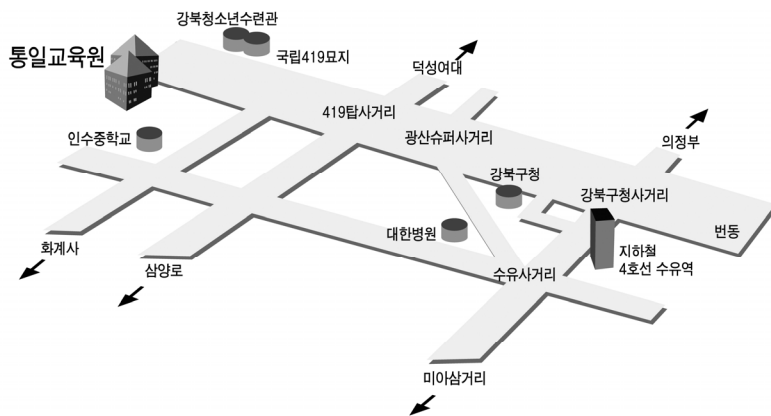 강북청소년수련관
통일교육원
국립419묘지
덕성여대
419탑사거리
광산슈퍼사거리
의정부
인수중학교
강북구청
강북구청사거리
대한병원
번동
화계사
지하철
4호선 수유역
삼양로
수유사거리
미아삼거리